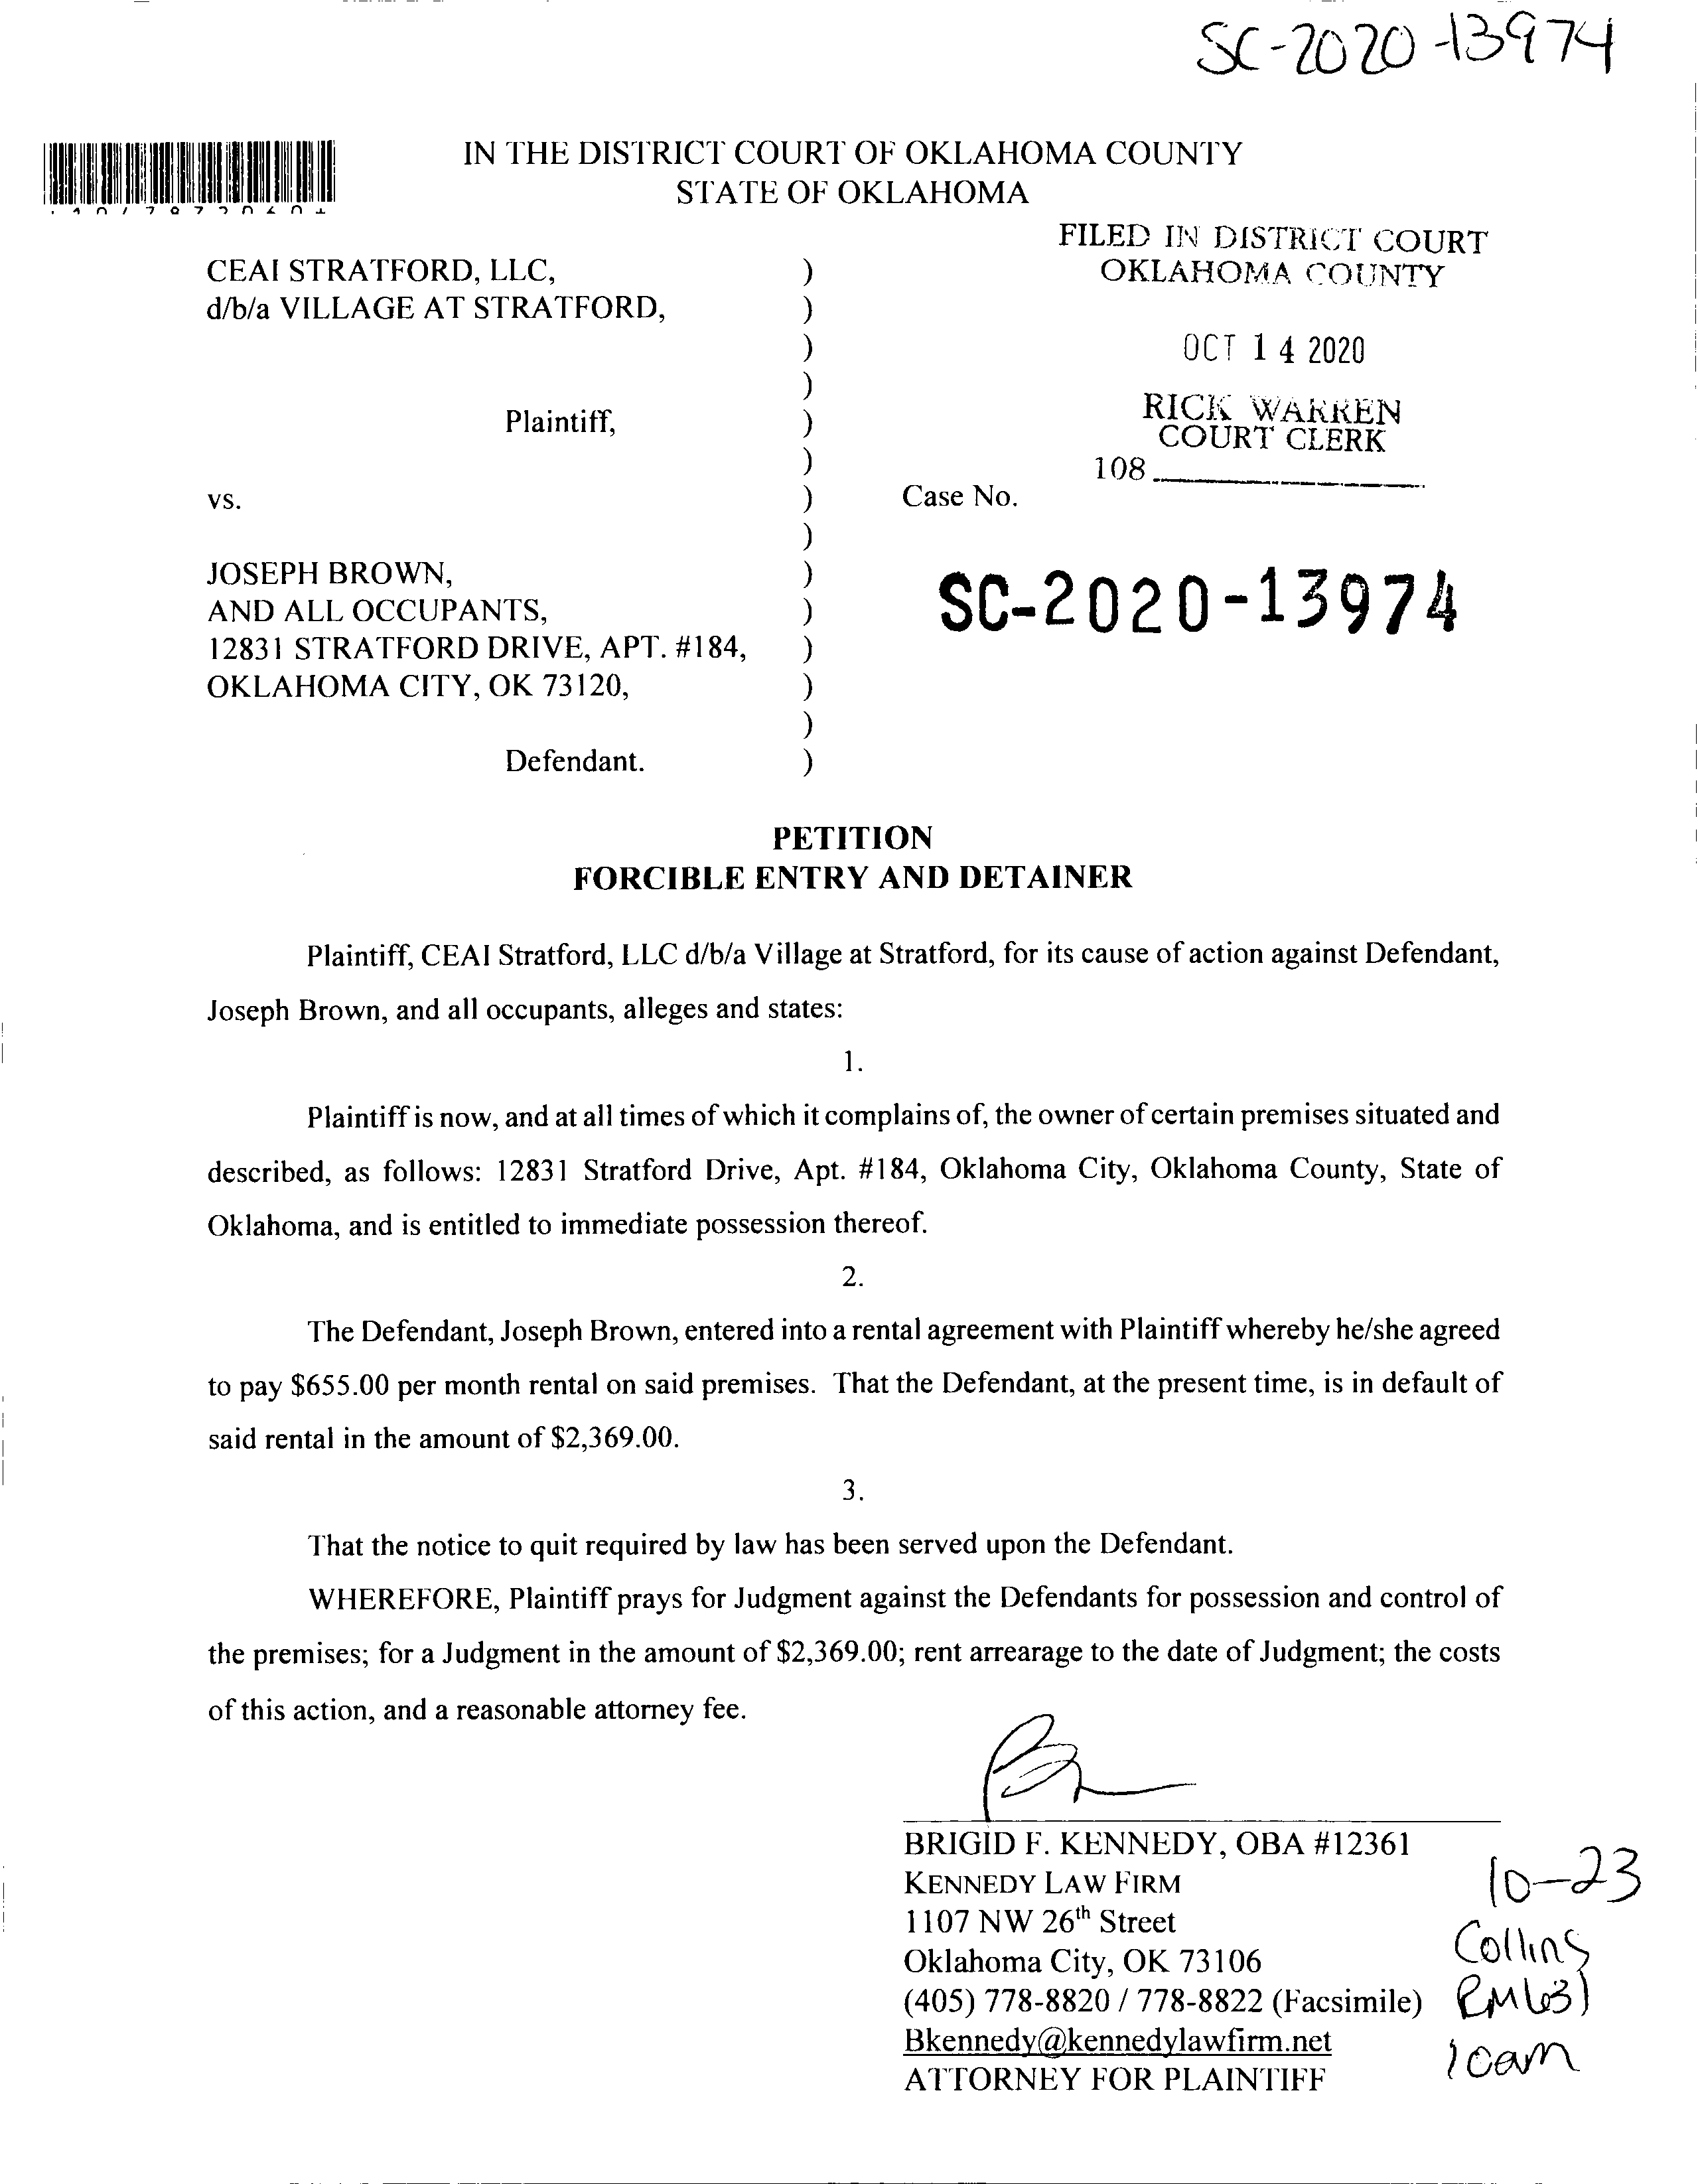 SC-2020-13974
IN THE DISTRICT COURT OF OKLAHOMA COUNTY
STATE OF OKLAHOMA
FILED IN DISTRICT COURT
OKLAHOMA COUNTY
OCT 14 2020
RICK WARREN
COURT CLERK
108
CEAI STRATFORD, LLC, )
d/b/a VILLAGE AT STRATFORD, )
)
)
Plaintiff, )
)
vs. ) Case No.
)
JOSEPH BROWN, )
AND ALL OCCUPANTS, ) SC-2020-13974
12831 STRATFORD DRIVE, APT. #184, )
OKLAHOMA CITY, OK 73120, )
)
Defendant. )
PETITION
FORCIBLE ENTRY AND DETAINER
Plaintiff, CEAI Stratford, LLC d/b/a Village at Stratford, for its cause of action against Defendant,
Joseph Brown, and all occupants, alleges and states:
1.
Plaintiff is now, and at all times of which it complains of, the owner of certain premises situated and
described, as follows: 12831 Stratford Drive, Apt. #184, Oklahoma City, Oklahoma County, State of
Oklahoma, and is entitled to immediate possession thereof.
2.
The Defendant, Joseph Brown, entered into a rental agreement with Plaintiff whereby he/she agreed
to pay $655.00 per month rental on said premises. That the Defendant, at the present time, is in default of
said rental in the amount of $2,369.00.
3.
That the notice to quit required by law has been served upon the Defendant.
WHEREFORE, Plaintiff prays for Judgment against the Defendants for possession and control of
the premises; for a Judgment in the amount of $2,369.00; rent arrearage to the date of Judgment; the costs
of this action, and a reasonable attorney fee.
BRIGID F. KENNEDY, OBA #12361
KENNEDY LAW FIRM
1107 NW 26th Street
Oklahoma City, OK 73106
(405) 778-8820 / 778-8822 (Facsimile)
Bkennedy@kennedylawfirm.net
ATTORNEY FOR PLAINTIFF
10-23
Collins
RM 631
10am